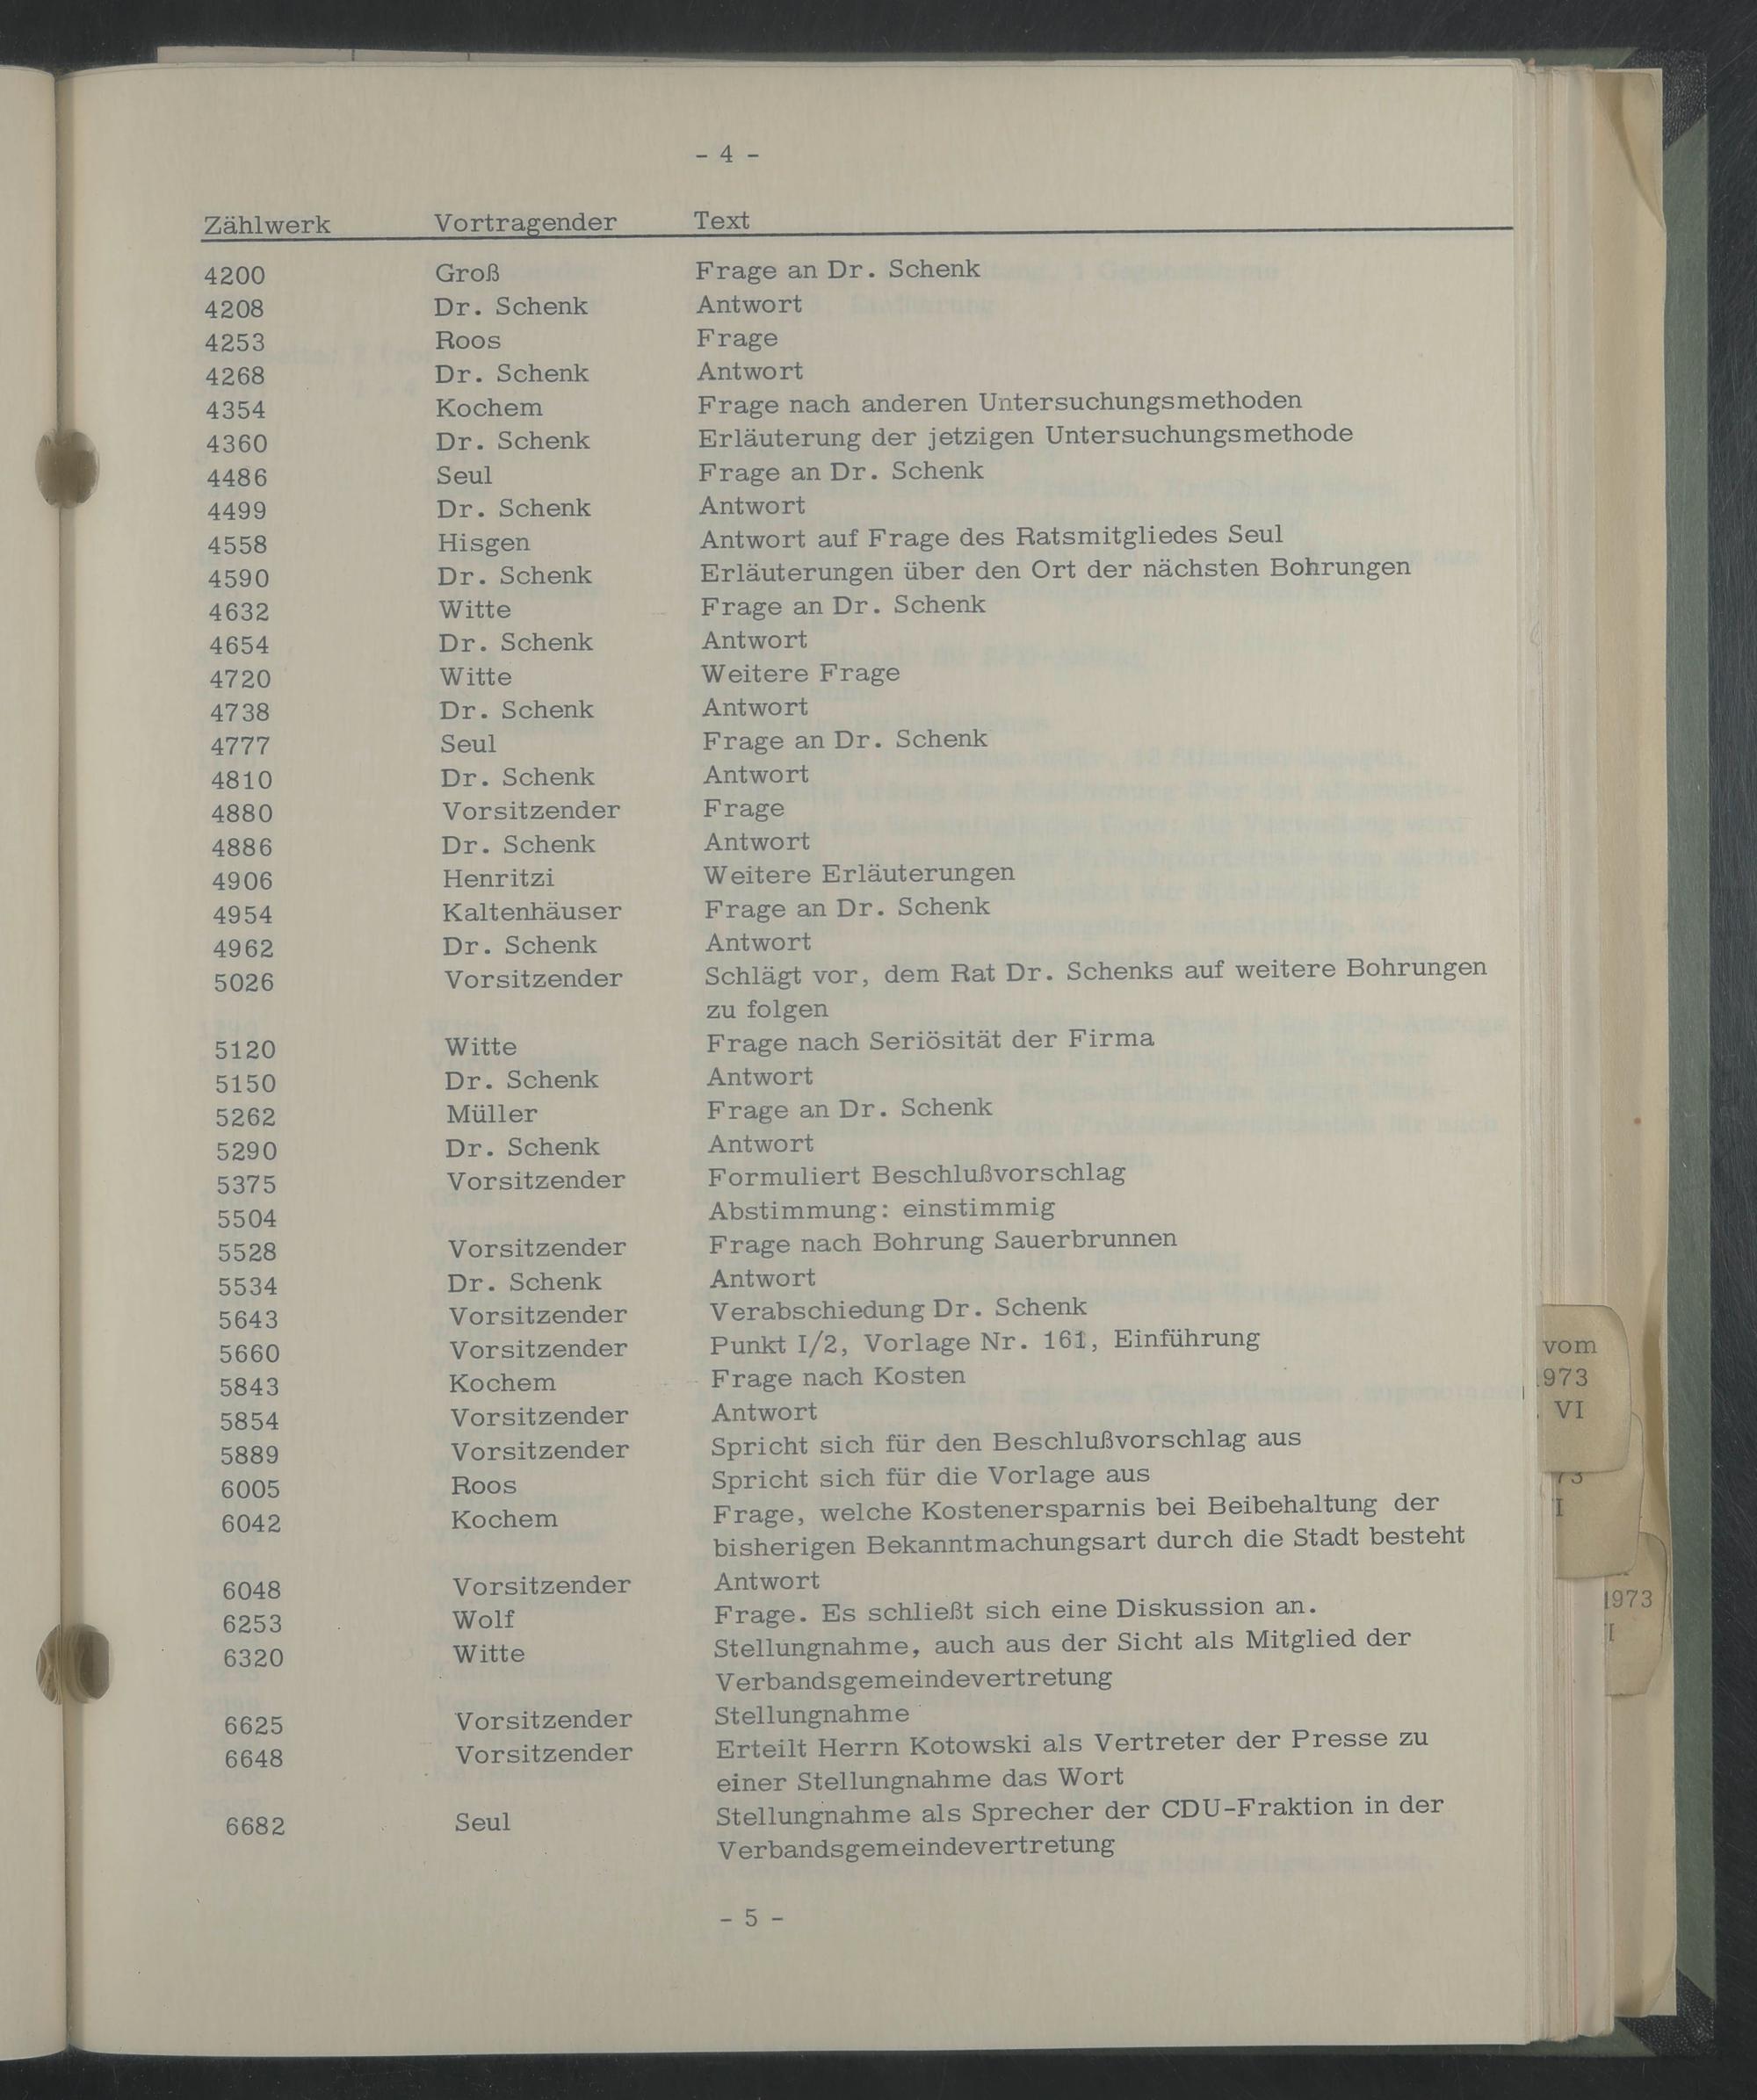 - 4 -
Zählwerk Vortragender Text
4200 Groß Frage an Dr. Schenk
4208 Dr. Schenk Antwort
4253 Roos Frage
4268 Dr. Schenk Antwort
4354 Kochem Frage nach anderen Untersuchungsmethoden
4360 Dr. Schenk Erläuterung der jetzigen Untersuchungsmethode
4486 Seul Frage an Dr. Schenk
4499 Dr. Schenk Antwort
4558 Hisgen Antwort auf Frage des Ratsmitgliedes Seul
4590 Dr. Schenk Erläuterungen über den Ort der nächsten Bohrungen
4632 Witte Frage an Dr. Schenk
4654 Dr. Schenk Antwort
4720 Witte Weitere Frage
4738 Dr. Schenk Antwort
4777 Seul Frage an Dr. Schenk
4810 Dr. Schenk Antwort
4880 Vorsitzender Frage
4886 Dr. Schenk Antwort
4906 Henritzi Weitere Erläuterungen
4954 Kaltenhäuser Frage an Dr. Schenk
4962 Dr. Schenk Antwort
5026 Vorsitzender Schlägt vor, dem Rat Dr. Schenks auf weitere Bohrungen
zu folgen
5120 Witte Frage nach Seriösität der Firma
5150 Dr. Schenk Antwort
5262 Müller Frage an Dr. Schenk
5290 Dr. Schenk Antwort
5375 Vorsitzender Formuliert Beschlußvorschlag
5504 Abstimmung: einstimmig
5528 Vorsitzender Frage nach Bohrung Sauerbrunnen
5534 Dr. Schenk Antwort
5643 Vorsitzender Verabschiedung Dr. Schenk
5660 Vorsitzender Punkt I/2, Vorlage Nr. 161, Einführung
5843 Kochem Frage nach Kosten
5854 Vorsitzender Antwort
5889 Vorsitzender Spricht sich für den Beschlußvorschlag aus
6005 Roos Spricht sich für die Vorlage aus
6042 Kochem Frage, welche Kostenersparnis bei Beibehaltung der
bisherigen Bekanntmachungsart durch die Stadt besteht
6048 Vorsitzender Antwort
6253 Wolf Frage. Es schließt sich eine Diskussion an.
6320 Witte Stellungnahme, auch aus der Sicht als Mitglied der
Verbandsgemeindevertretung
6625 Vorsitzender Stellungnahme
6648 Vorsitzender Erteilt Herrn Kotowski als Vertreter der Presse zu
einer Stellungnahme das Wort
6682 Seul Stellungnahme als Sprecher der CDU-Fraktion in der
Verbandsgemeindevertretung
- 5 -
vom
1973
VI
73
I
1973
I